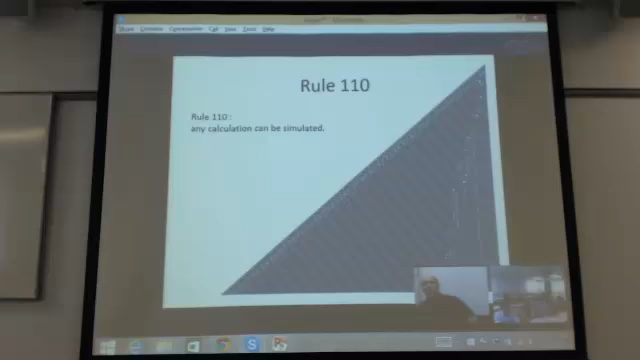 Rule 110
Rule 110 :
any calculation can be simulated.